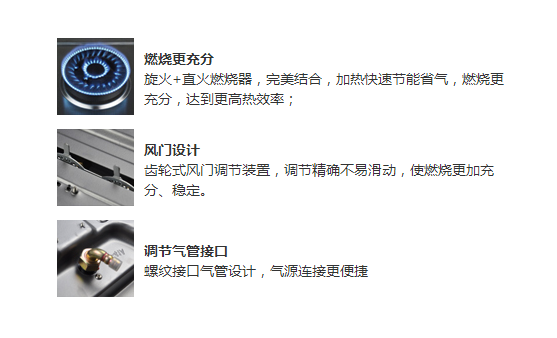 燃烧更充分
旋火+直火燃烧器，完美结合，加热快速节能省气，燃烧更
充分，达到更高热效率；
风门设计
齿轮式风门调节装置，调节精确不易滑动，使燃烧更加充
分、稳定。
调节气管接口
螺纹接口气管设计，气源连接更便捷